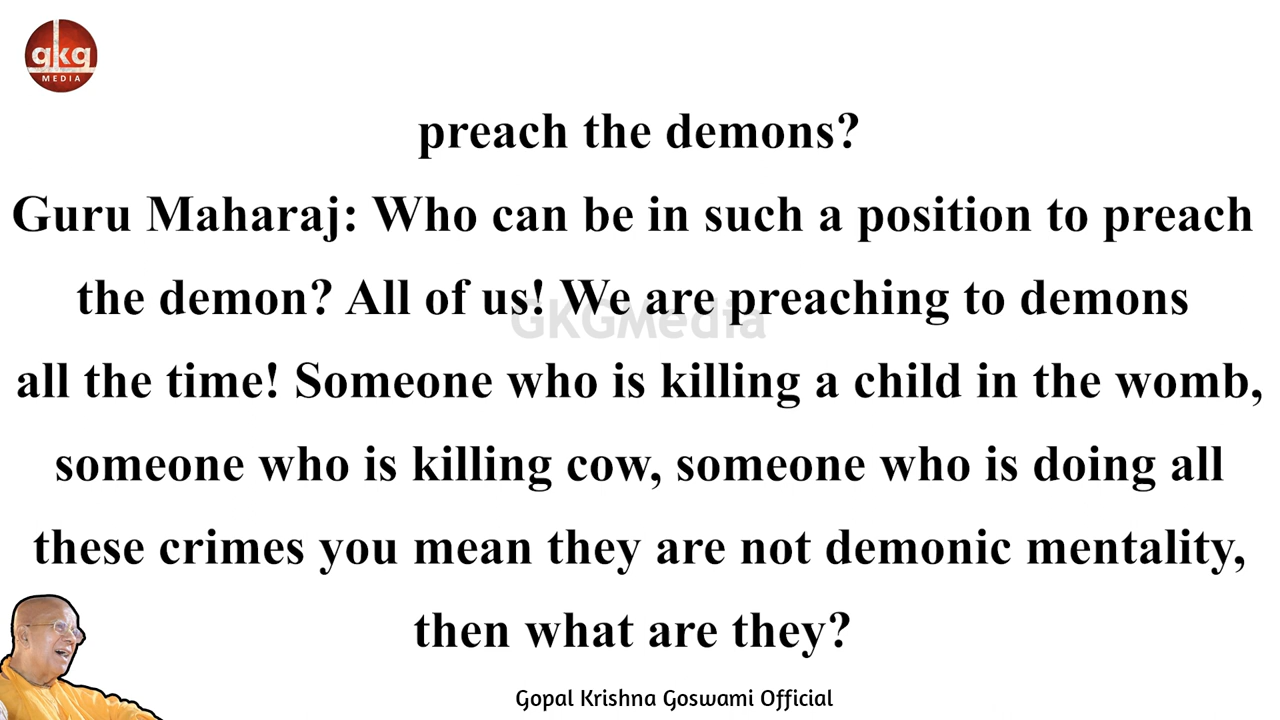 gkg
MEDIA
preach the demons?
Guru Maharaj: Who can be in such a position to preach
the demon? All of us! We are preaching to demons
GKGMedia
all the time! Someone who is killing a child in the womb,
someone who is killing cow, someone who is doing all
these crimes you mean they are not demonic mentality,
then what are they?
Gopal Krishna Goswami Official